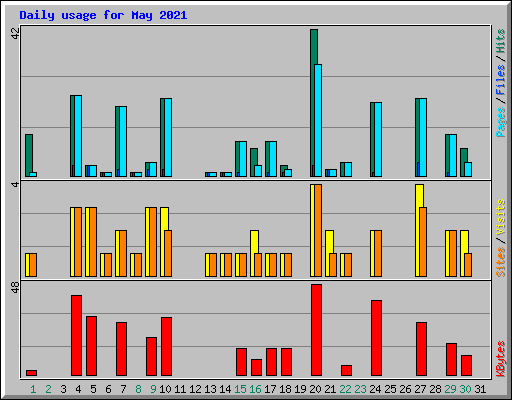 Daily usage for May 2021
42
Pages / Files / Hits
4
Sites / Visits
48
KBytes
1 2 3 4 5 6 7 8 9 10 11 12 13 14 15 16 17 18 19 20 21 22 23 24 25 26 27 28 29 30 31